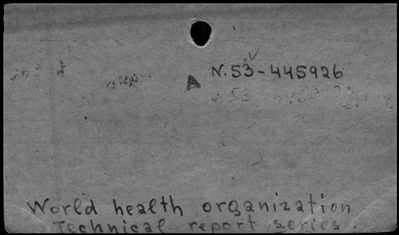 A N.53-445926
World health organization
Technical report series.